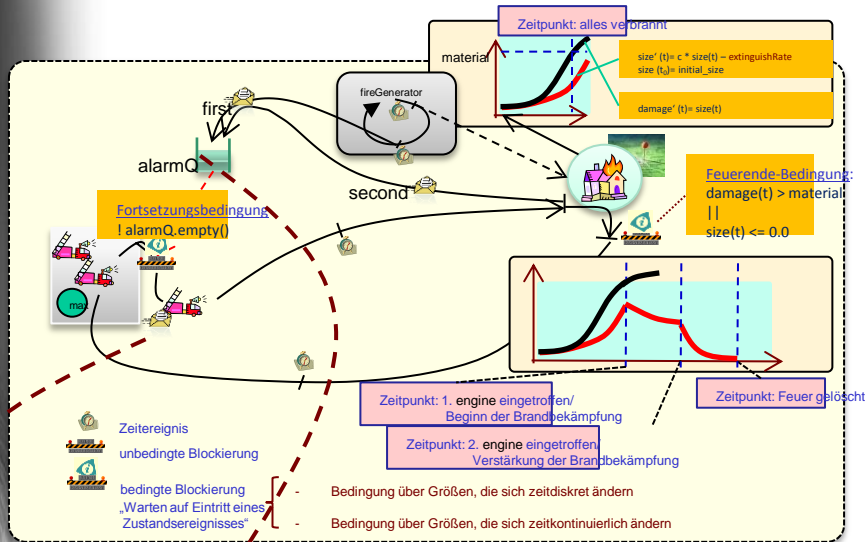 Zeitpunkt: alles verbrannt
material
size' (t)= c * size(t) – extinguishRate
size (t0)= initial_size
damage' (t)= size(t)
fireGenerator
first
alarmQ
second
Fortsetzungsbedingung
! alarmQ.empty()
Feuerende-Bedingung:
damage(t) > material
||
size(t) <= 0.0
max
Zeitpunkt: 1. engine eingetroffen/
Beginn der Brandbekämpfung
Zeitpunkt: Feuer gelöscht
Zeitpunkt: 2. engine eingetroffen/
Verstärkung der Brandbekämpfung
Zeitereignis
unbedingte Blockierung
bedingte Blockierung
„Warten auf Eintritt eines
Zustandsereignisses“
- Bedingung über Größen, die sich zeitdiskret ändern
- Bedingung über Größen, die sich zeitkontinuierlich ändern